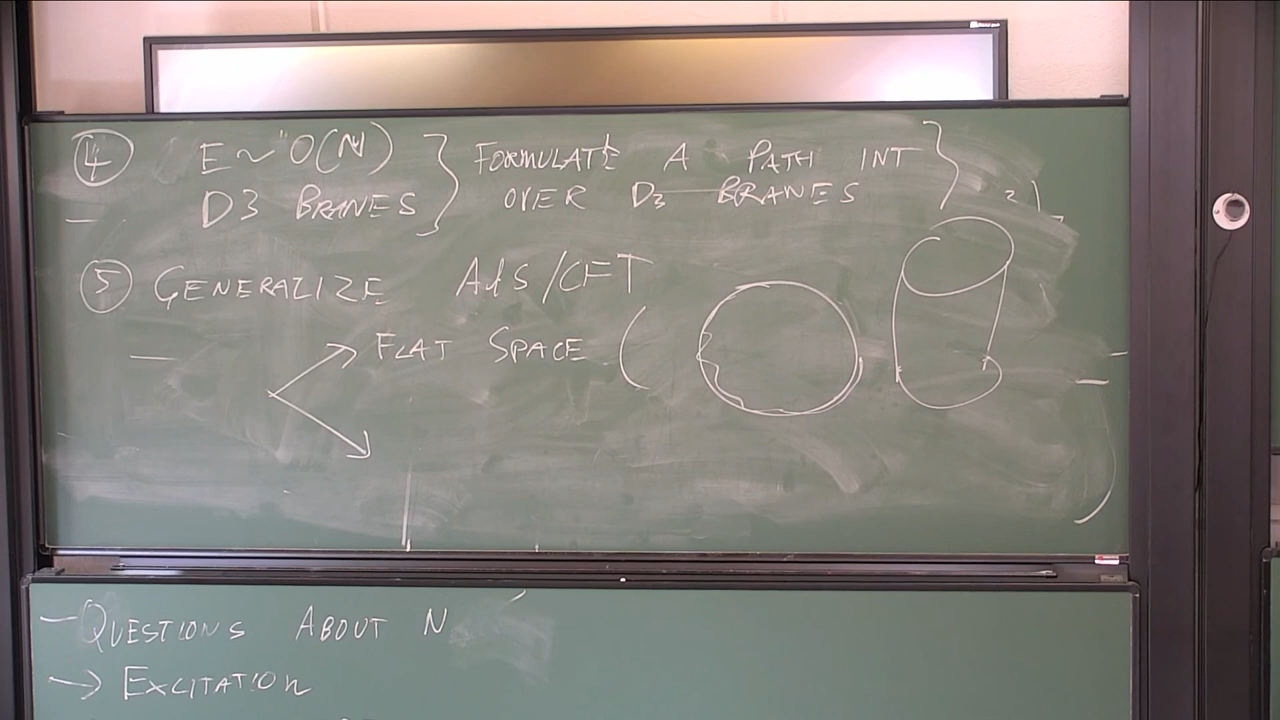 ④ E ~ "O(N) } FORMULATE A PATH INT }
D3 BRANES OVER D3 BRANES
⑤ GENERALIZE AdS/CFT
→ FLAT SPACE (
- QUESTIONS ABOUT N
→ EXCITATION